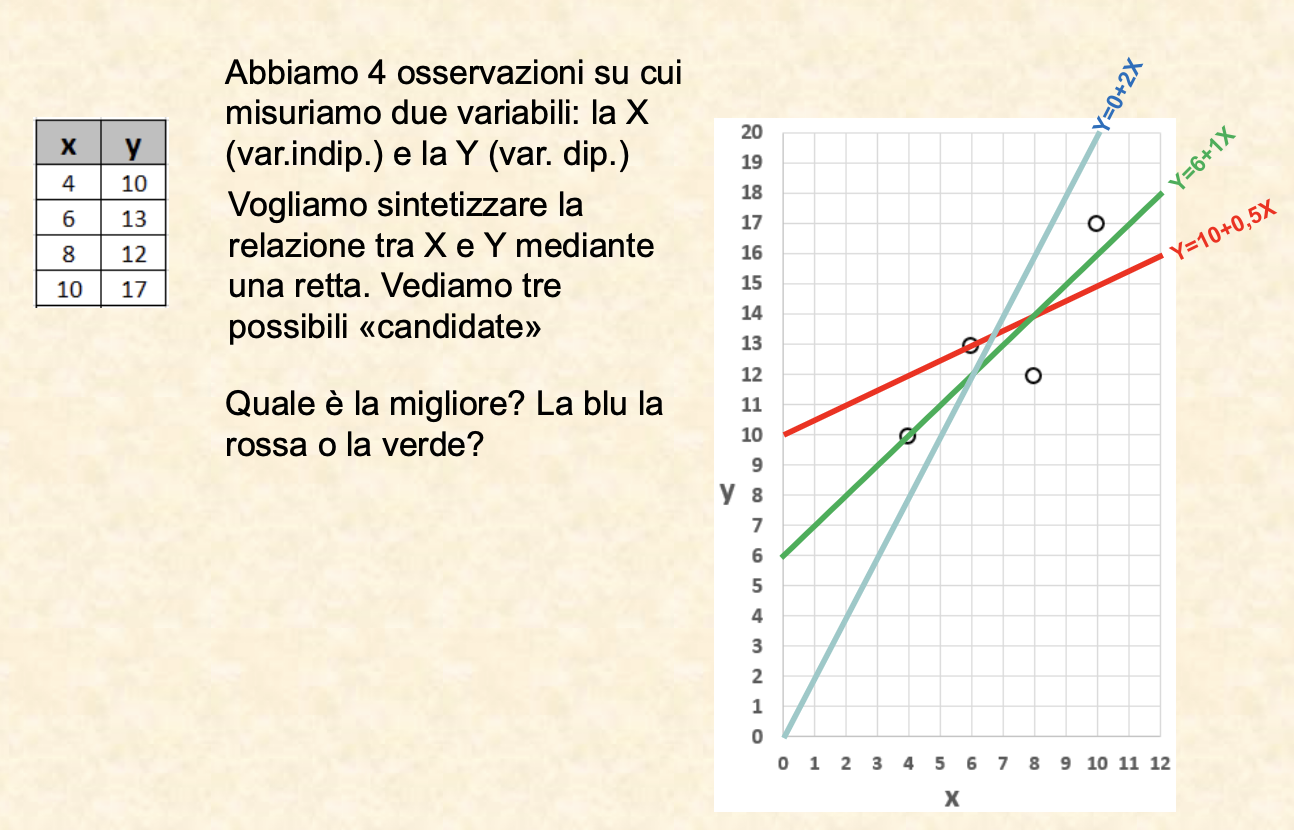 Abbiamo 4 osservazioni su cui
misuriamo due variabili: la X
(var.indip.) e la Y (var. dip.)
Vogliamo sintetizzare la
relazione tra X e Y mediante
una retta. Vediamo tre
possibili «candidate»
Quale è la migliore? La blu la
rossa o la verde?
x y
4 10
6 13
8 12
10 17
Y=0+2X
Y=6+1X
Y=10+0,5X
20
19
18
17
16
15
14
13
12
11
10
9
8
7
6
5
4
3
2
1
0
y
0 1 2 3 4 5 6 7 8 9 10 11 12
x